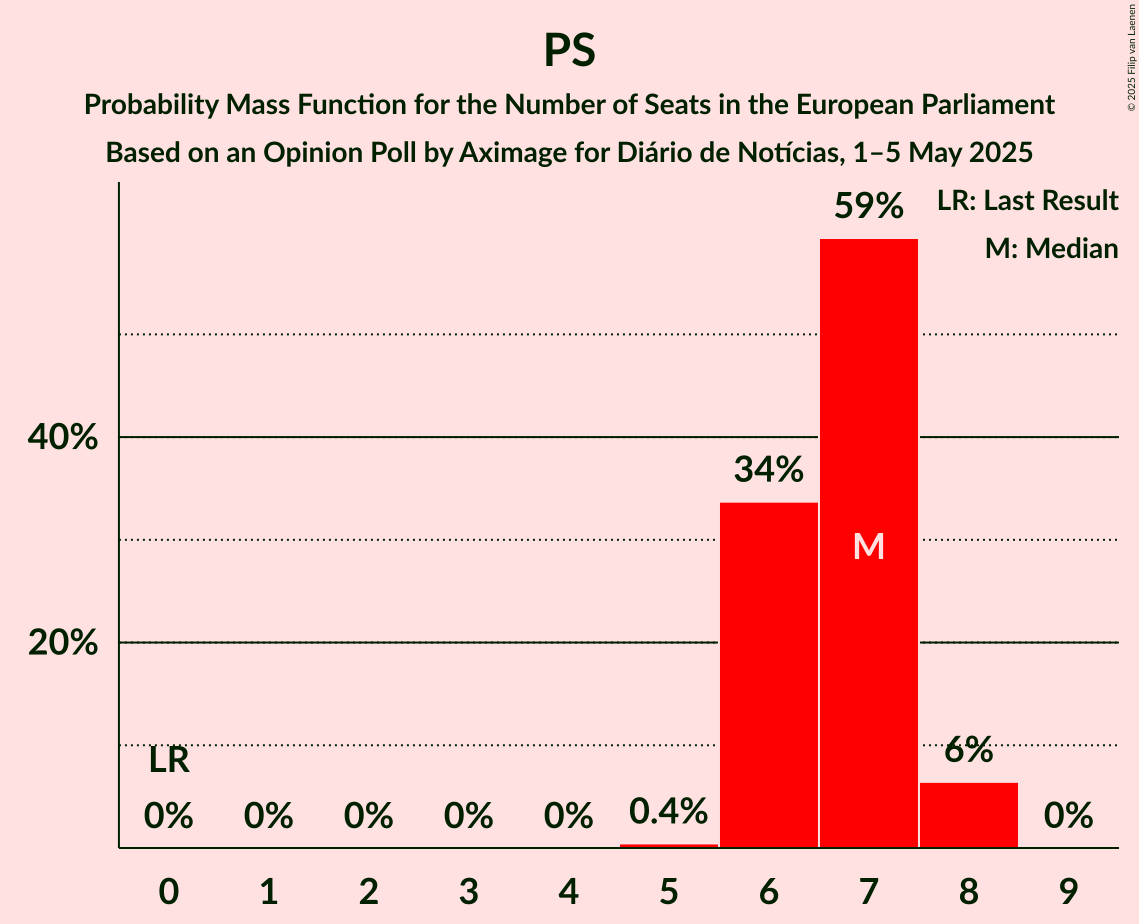 PS
Probability Mass Function for the Number of Seats in the European Parliament
Based on an Opinion Poll by Aximage for Diário de Notícias, 1–5 May 2025
© 2025 Filip van Laenen
LR: Last Result
M: Median
59%
40%
34%
M
20%
LR
6%
0% 0% 0% 0% 0% 0.4% 0%
0 1 2 3 4 5 6 7 8 9